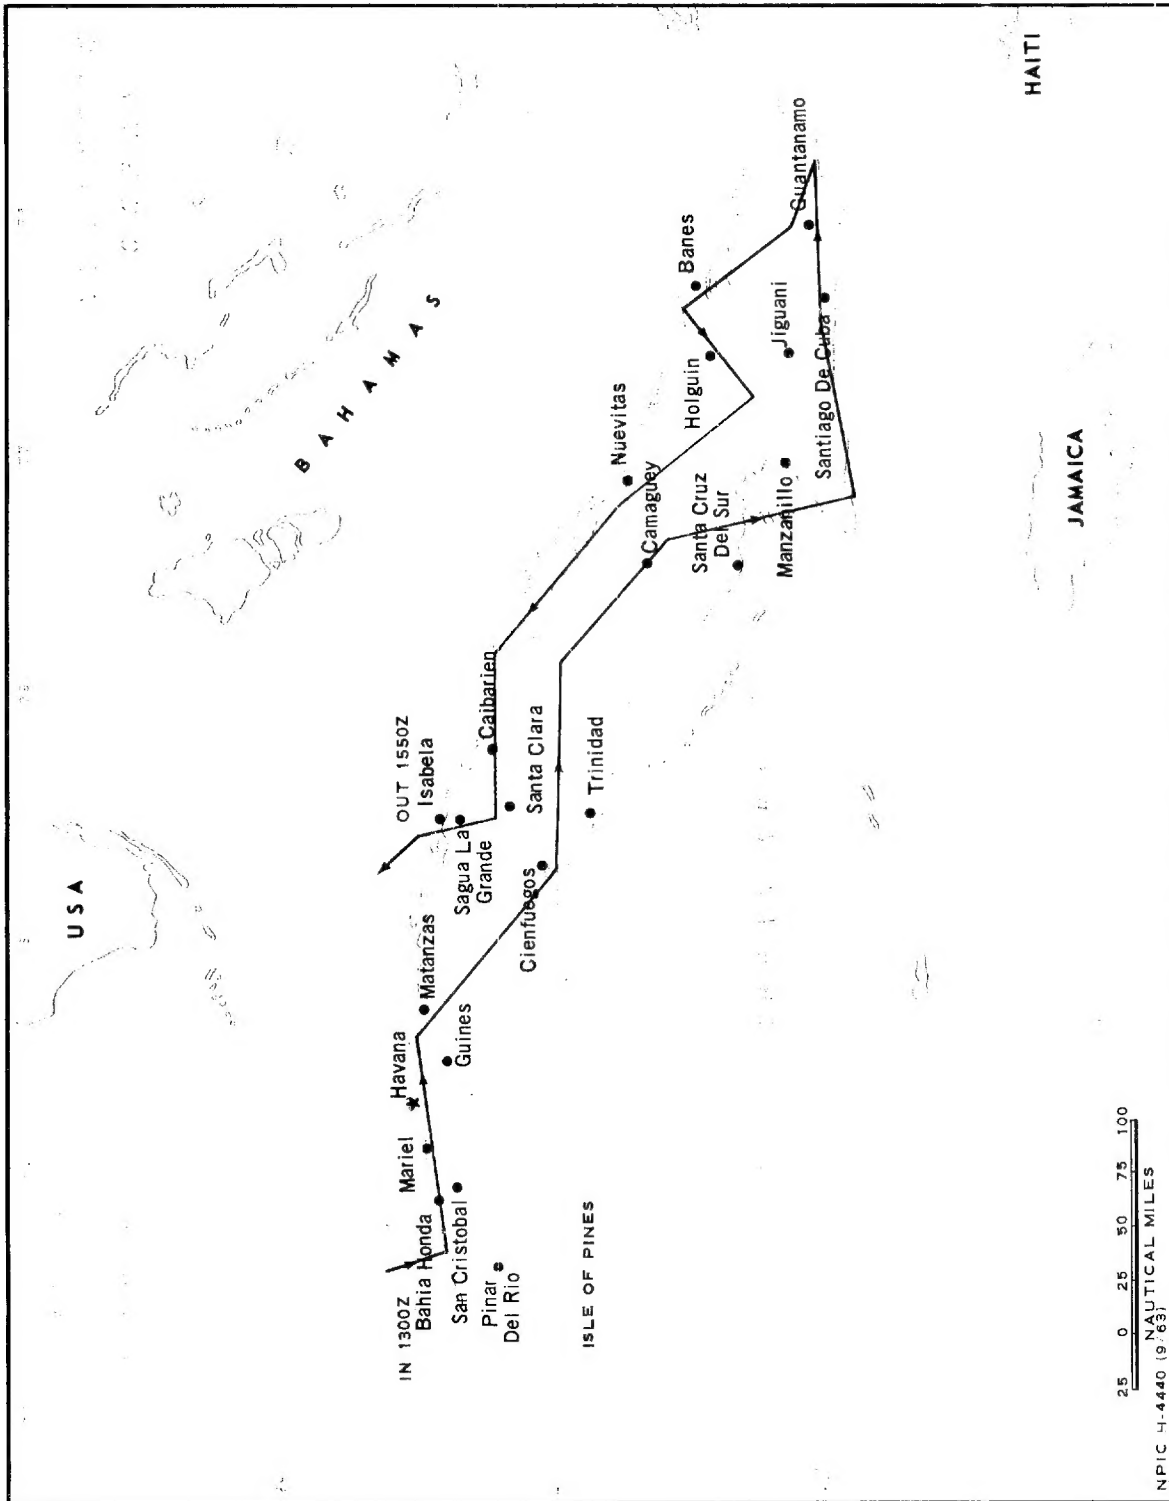 USA
BAHAMAS
HAITI
JAMAICA
ISLE OF PINES
IN 1300Z
Bahia Honda
San Cristobal
Pinar
Del Rio
Mariel
Havana
Guines
Matanzas
Cienfuegos
OUT 1550Z
Isabela
Sagua La
Grande
Caibarien
Santa Clara
Trinidad
Nuevitas
Camaguey
Santa Cruz
Del Sur
Manzanillo
Holguin
Banes
Jiguani
Santiago De Cuba
Guantanamo
25 0 25 50 75 100
NAUTICAL MILES
NPIC H-4440 (9/63)